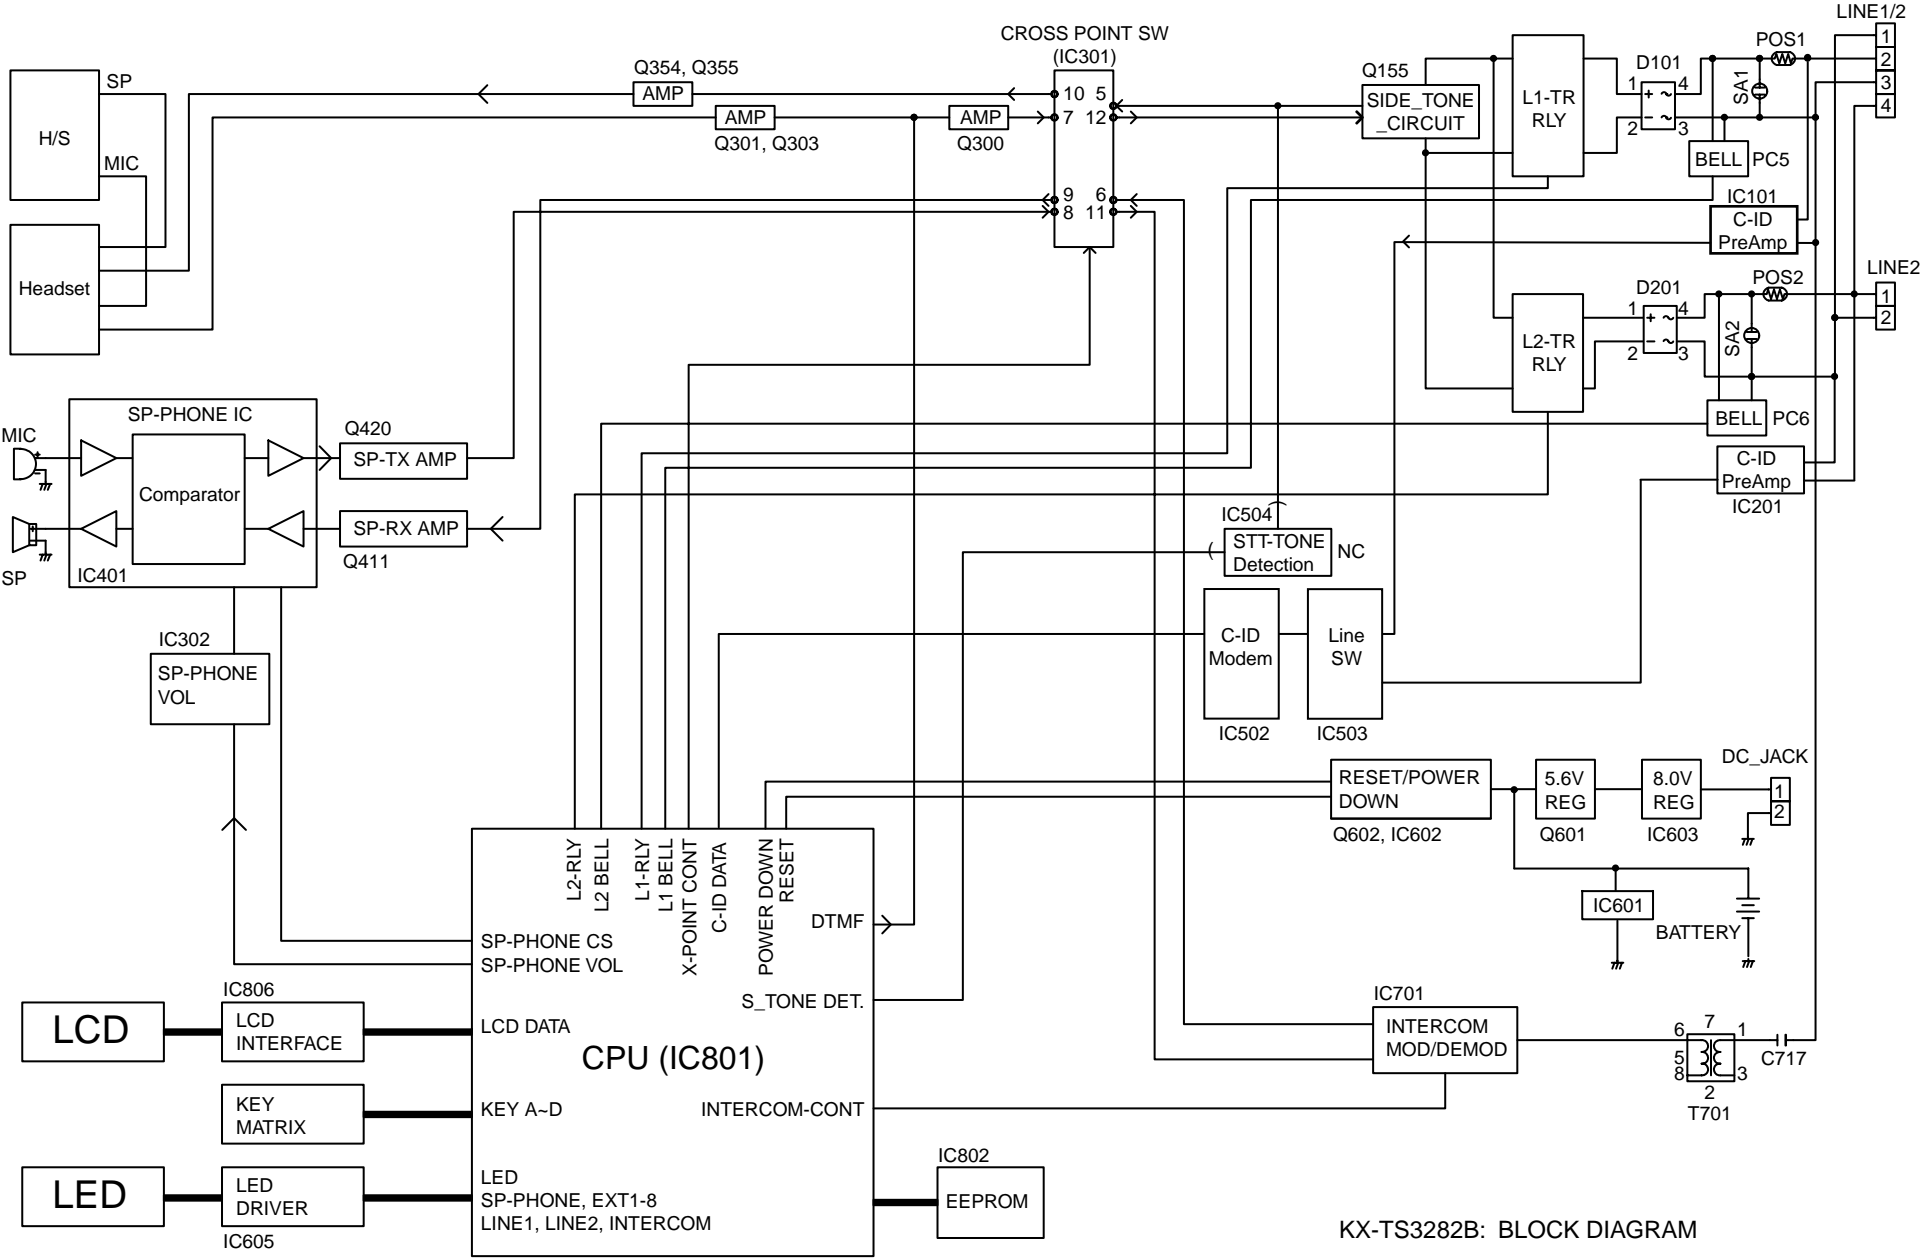 LINE1/2
1
2
3
4
CROSS POINT SW
(IC301)
10 5
7 12
9 6
8 11
Q354, Q355
AMP
AMP
Q301, Q303
AMP
Q300
SP
H/S
MIC
Headset
Q155
SIDE_TONE
_CIRCUIT
L1-TR
RLY
D101
1 + ~ 4
2 − ~ 3
POS1
SA1
BELL
PC5
IC101
C-ID
PreAmp
LINE2
1
2
L2-TR
RLY
D201
1 + ~ 4
2 − ~ 3
POS2
SA2
BELL
PC6
C-ID
PreAmp
IC201
SP-PHONE IC
MIC
+
−
Comparator
+
SP
IC401
Q420
SP-TX AMP
SP-RX AMP
Q411
IC302
SP-PHONE
VOL
IC504
STT-TONE
Detection
NC
C-ID
Modem
IC502
Line
SW
IC503
RESET/POWER
DOWN
Q602, IC602
5.6V
REG
Q601
8.0V
REG
IC603
DC_JACK
1
2
IC601
BATTERY
L2-RLY
L2 BELL
L1-RLY
L1 BELL
X-POINT CONT
C-ID DATA
POWER DOWN
RESET
DTMF
SP-PHONE CS
SP-PHONE VOL
S_TONE DET.
LCD DATA
CPU (IC801)
KEY A~D
INTERCOM-CONT
LED
SP-PHONE, EXT1-8
LINE1, LINE2, INTERCOM
LCD
IC806
LCD
INTERFACE
KEY
MATRIX
LED
LED
DRIVER
IC605
IC802
EEPROM
IC701
INTERCOM
MOD/DEMOD
7
6 1
5
8 3
2
T701
C717
KX-TS3282B: BLOCK DIAGRAM